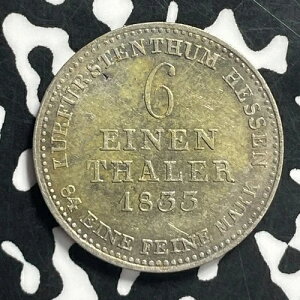 KURFÜRSTENTHUM HESSEN
6
EINEN
THALER
1833
84 EINE FEINE MARK